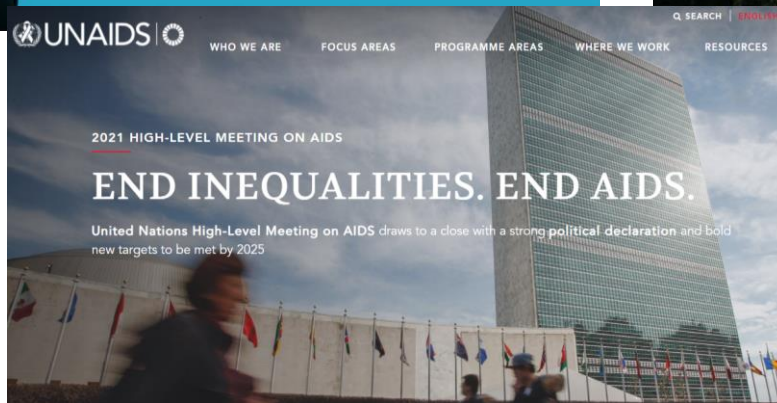 SEARCH | ENGLISH
UNAIDS
WHO WE ARE FOCUS AREAS PROGRAMME AREAS WHERE WE WORK RESOURCES
2021 HIGH-LEVEL MEETING ON AIDS
END INEQUALITIES. END AIDS.
United Nations High-Level Meeting on AIDS draws to a close with a strong political declaration and bold
new targets to be met by 2025